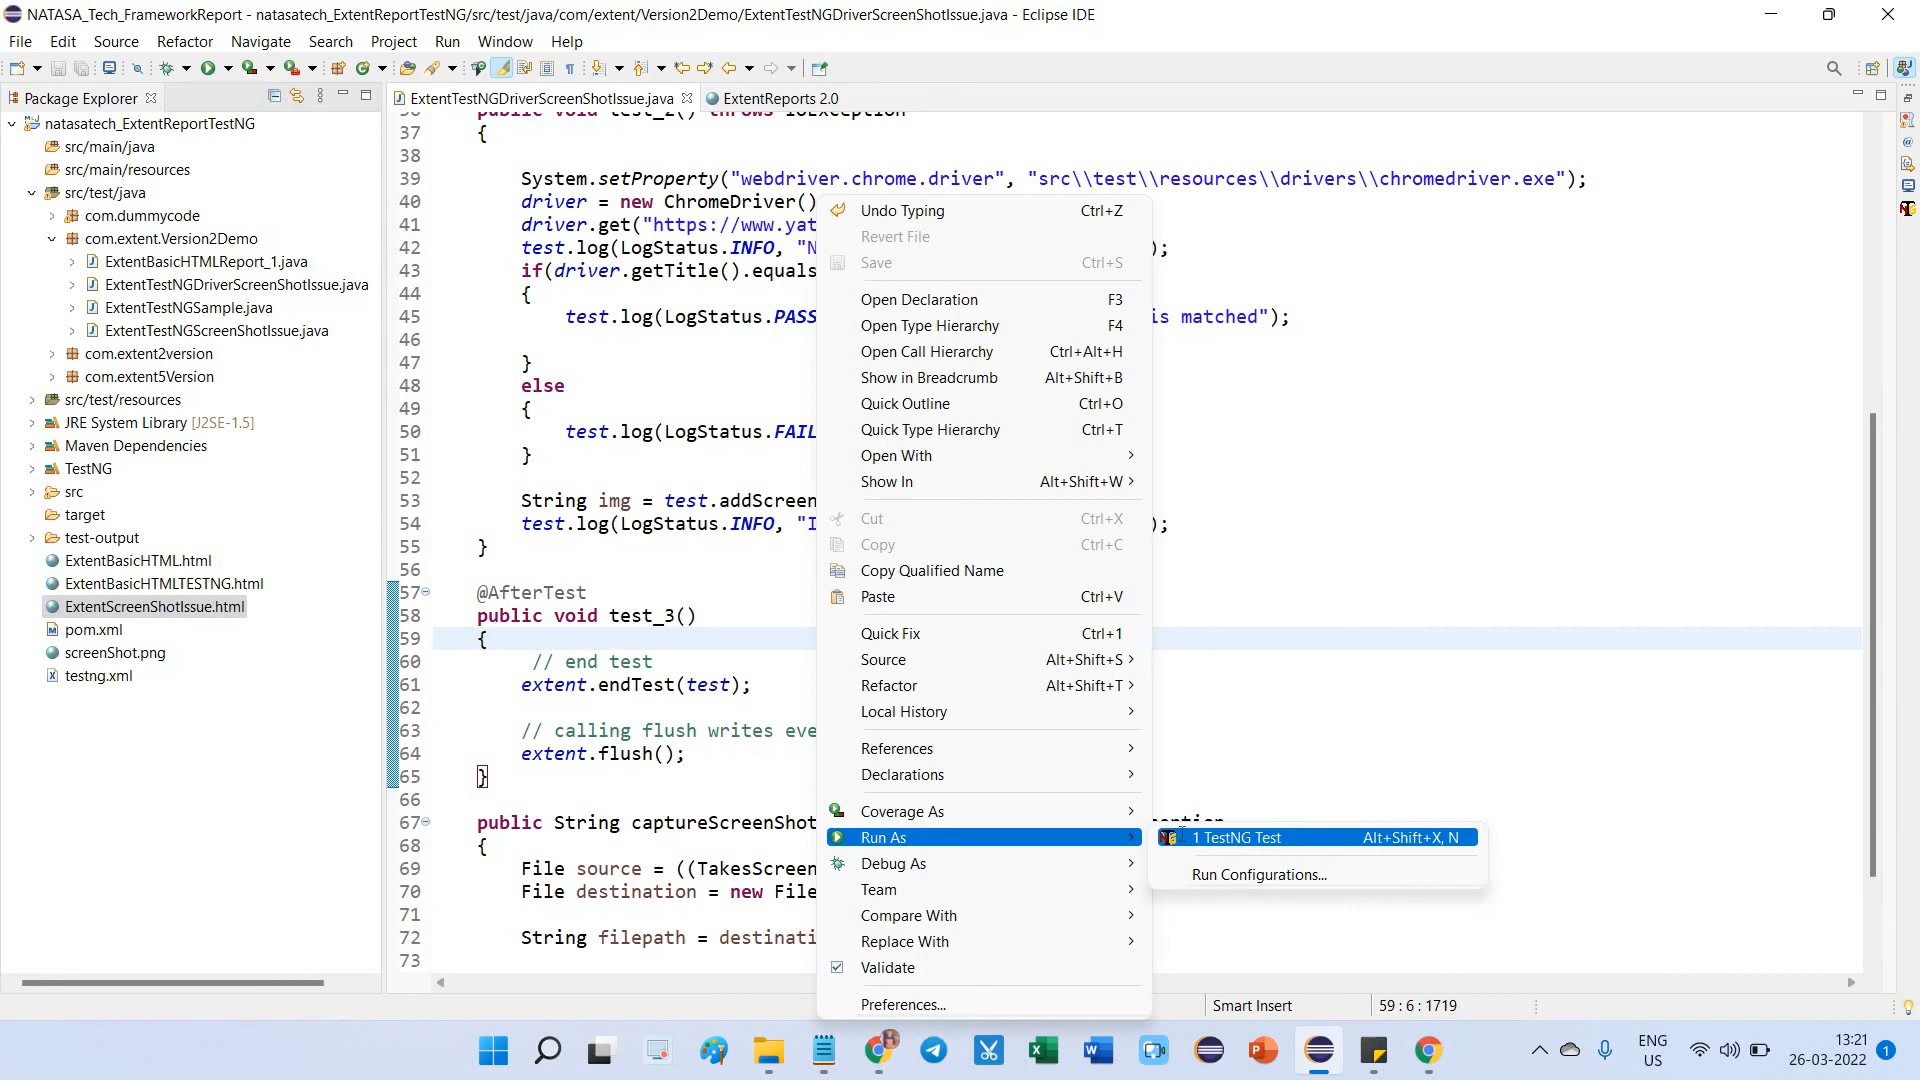 NATASA_Tech_FrameworkReport - natasatech_ExtentReportTestNG/src/test/java/com/extent/Version2Demo/ExtentTestNGDriverScreenShotIssue.java - Eclipse IDE
File Edit Source Refactor Navigate Search Project Run Window Help
Package Explorer
ExtentTestNGDriverScreenShotIssue.java
ExtentReports 2.0
natasatech_ExtentReportTestNG
src/main/java
src/main/resources
src/test/java
com.dummycode
com.extent.Version2Demo
ExtentBasicHTMLReport_1.java
ExtentTestNGDriverScreenShotIssue.java
ExtentTestNGSample.java
ExtentTestNGScreenShotIssue.java
com.extent2version
com.extent5Version
src/test/resources
JRE System Library [J2SE-1.5]
Maven Dependencies
TestNG
src
target
test-output
ExtentBasicHTML.html
ExtentBasicHTMLTESTNG.html
ExtentScreenShotIssue.html
pom.xml
screenShot.png
testng.xml
public void test_2() throws IOException
37 {
38
39 System.setProperty("webdriver.chrome.driver", "src\\test\\resources\\drivers\\chromedriver.exe");
40 driver = new ChromeDriver()
41 driver.get("https://www.yat
42 test.log(LogStatus.INFO, "N );
43 if(driver.getTitle().equals
44 {
45 test.log(LogStatus.PASS is matched");
46
47 }
48 else
49 {
50 test.log(LogStatus.FAIL
51 }
52
53 String img = test.addScreen
54 test.log(LogStatus.INFO, "I );
55 }
56
57 @AfterTest
58 public void test_3()
59 {
60 // end test
61 extent.endTest(test);
62
63 // calling flush writes eve
64 extent.flush();
65 }
66
67 public String captureScreenShot
68 {
69 File source = ((TakesScreen
70 File destination = new File
71
72 String filepath = destinati
73
Undo Typing Ctrl+Z
Revert File
Save Ctrl+S
Open Declaration F3
Open Type Hierarchy F4
Open Call Hierarchy Ctrl+Alt+H
Show in Breadcrumb Alt+Shift+B
Quick Outline Ctrl+O
Quick Type Hierarchy Ctrl+T
Open With
Show In Alt+Shift+W
Cut Ctrl+X
Copy Ctrl+C
Copy Qualified Name
Paste Ctrl+V
Quick Fix Ctrl+1
Source Alt+Shift+S
Refactor Alt+Shift+T
Local History
References
Declarations
Coverage As
Run As
Debug As
Team
Compare With
Replace With
Validate
Preferences...
1 TestNG Test Alt+Shift+X, N
Run Configurations...
Smart Insert
59 : 6 : 1719
ENG
US
13:21
26-03-2022
1